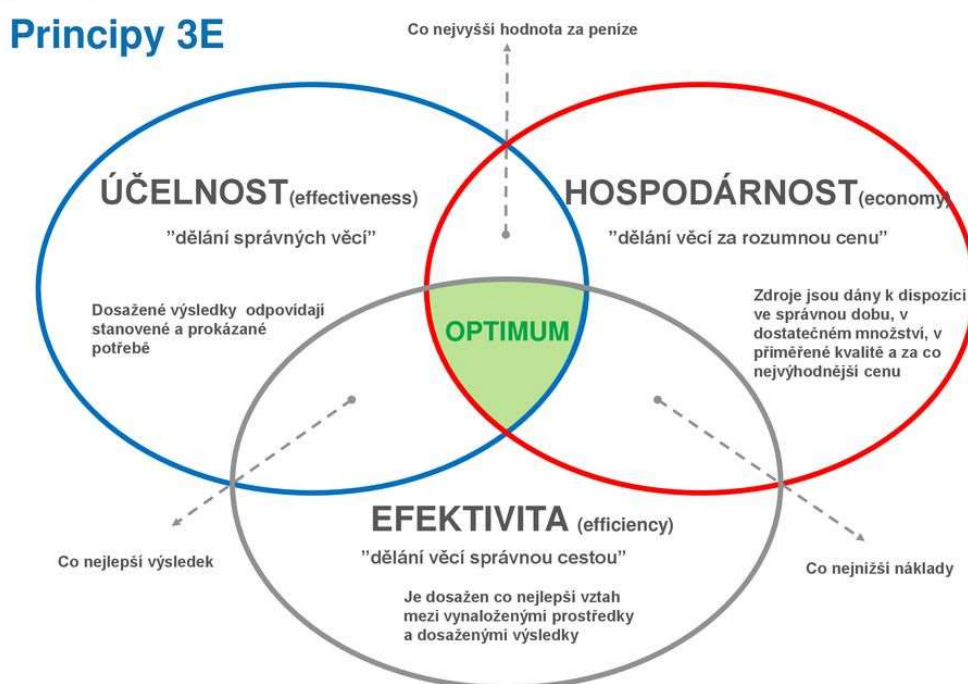 Principy 3E
Co nejvyšší hodnota za peníze
ÚČELNOST(effectiveness)
”dělání správných věcí”
Dosažené výsledky odpovídají
stanovené a prokázané
potřebě
HOSPODÁRNOST(economy)
”dělání věcí za rozumnou cenu”
Zdroje jsou dány k dispozici
ve správnou dobu, v
dostatečném množství, v
přiměřené kvalitě a za co
nejvýhodnější cenu
OPTIMUM
EFEKTIVITA (efficiency)
”dělání věcí správnou cestou”
Je dosažen co nejlepší vztah
mezi vynaloženými prostředky
a dosaženými výsledky
Co nejlepší výsledek
Co nejnižší náklady